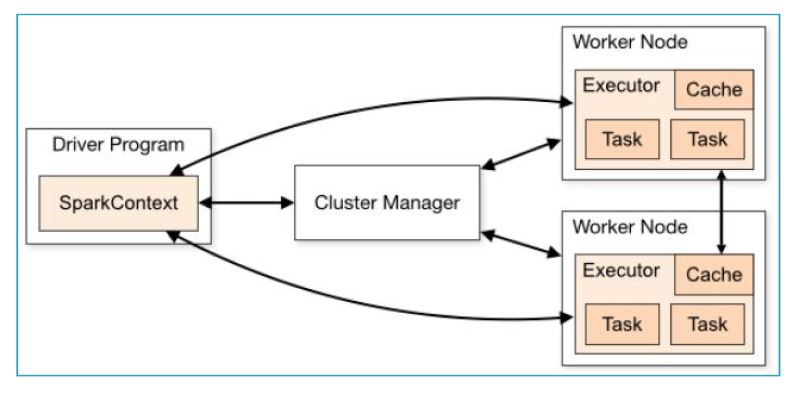 Driver Program
SparkContext
Cluster Manager
Worker Node
Executor
Cache
Task
Task
Worker Node
Executor
Cache
Task
Task